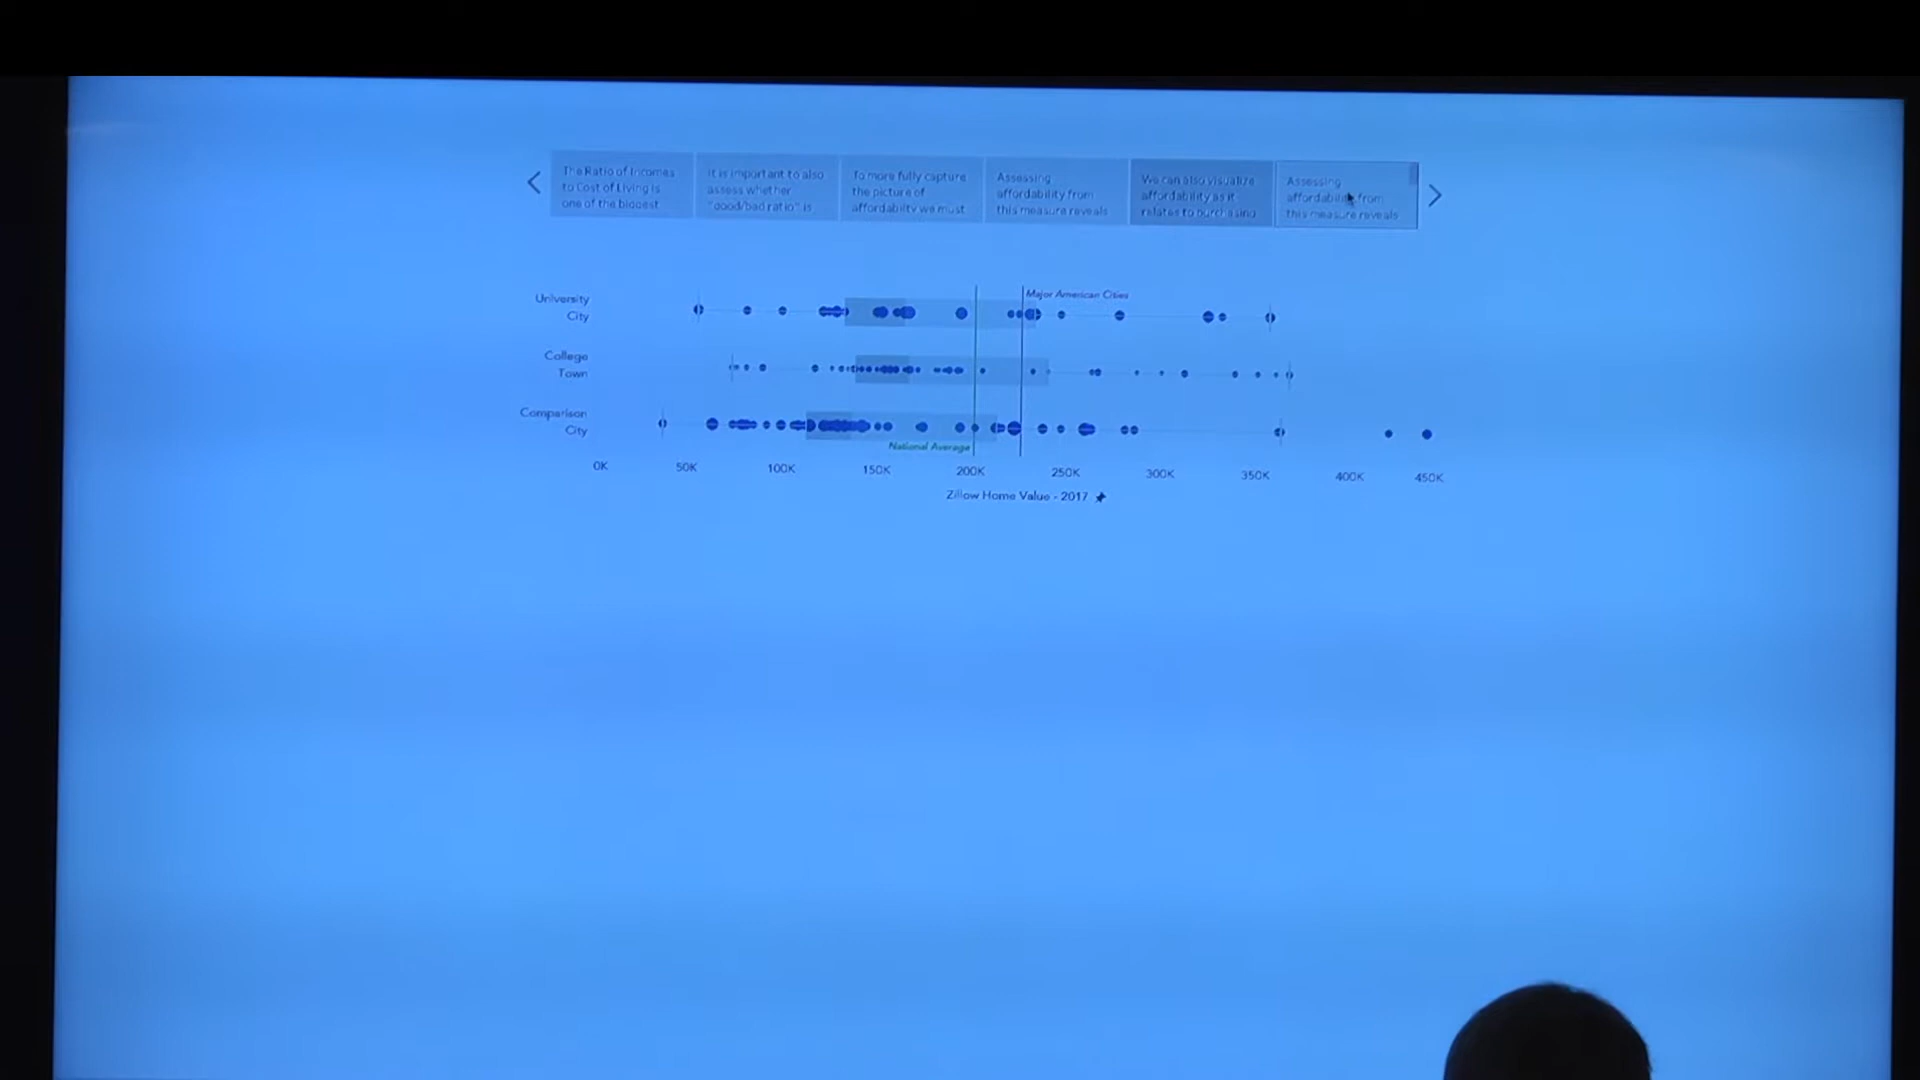 The Ratio of Incomes
to Cost of Living is
one of the biggest
It is important to also
assess whether
"good/bad ratio" is
To more fully capture
the picture of
affordability we must
Assessing
affordability from
this measure reveals
We can also visualize
affordability as it
relates to purchasing
Assessing
affordability from
this measure reveals
Major American Cities
University
City
College
Town
Comparison
City
National Average
0K 50K 100K 150K 200K 250K 300K 350K 400K 450K
Zillow Home Value - 2017